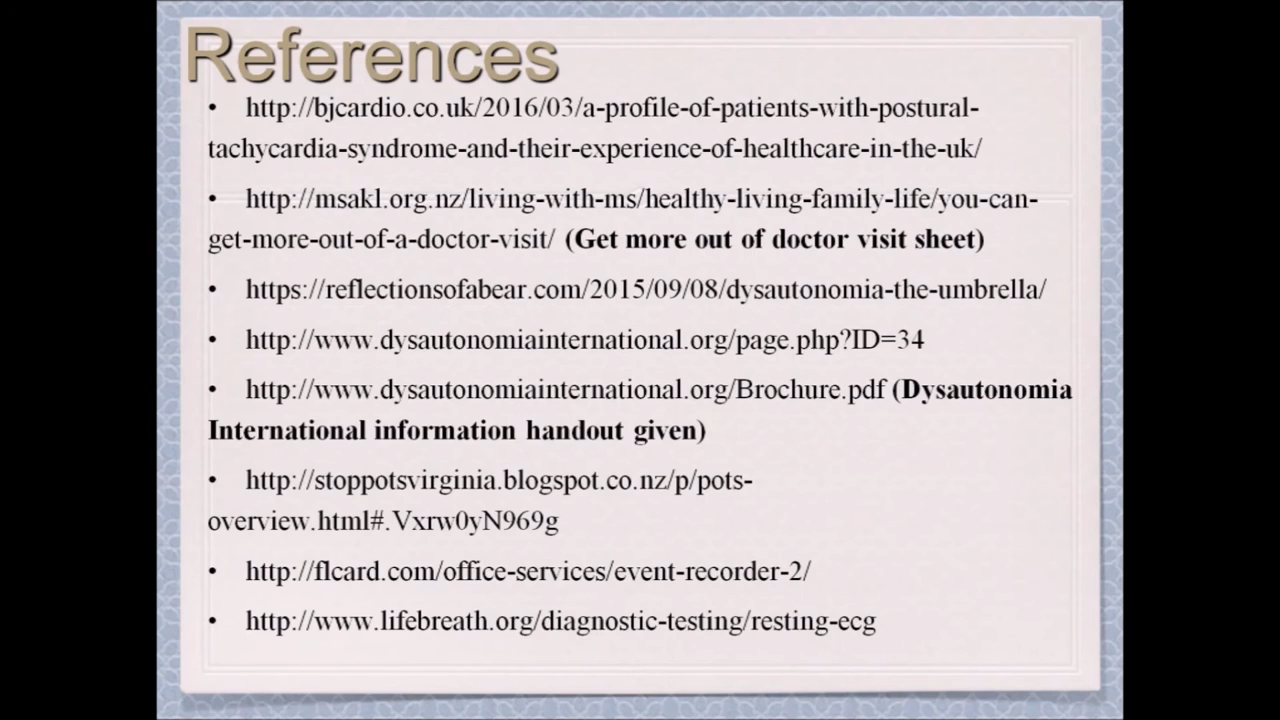 References
• http://bjcardio.co.uk/2016/03/a-profile-of-patients-with-postural-
tachycardia-syndrome-and-their-experience-of-healthcare-in-the-uk/
• http://msakl.org.nz/living-with-ms/healthy-living-family-life/you-can-
get-more-out-of-a-doctor-visit/ (Get more out of doctor visit sheet)
• https://reflectionsofabear.com/2015/09/08/dysautonomia-the-umbrella/
• http://www.dysautonomiainternational.org/page.php?ID=34
• http://www.dysautonomiainternational.org/Brochure.pdf (Dysautonomia
International information handout given)
• http://stoppotsvirginia.blogspot.co.nz/p/pots-
overview.html#.Vxrw0yN969g
• http://flcard.com/office-services/event-recorder-2/
• http://www.lifebreath.org/diagnostic-testing/resting-ecg